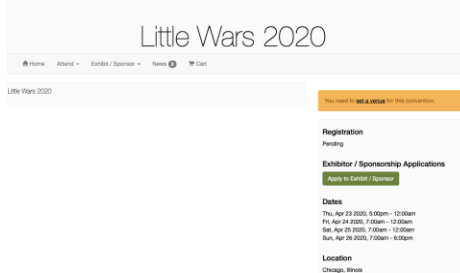 Little Wars 2020
Home Attend Exhibit / Sponsor News 0 Cart
Little Wars 2020
You need to set a venue for this convention.
Registration
Pending
Exhibitor / Sponsorship Applications
Apply to Exhibit / Sponsor
Dates
Thu, Apr 23 2020, 5:00pm - 12:00am
Fri, Apr 24 2020, 7:00am - 12:00am
Sat, Apr 25 2020, 7:00am - 12:00am
Sun, Apr 26 2020, 7:00am - 6:00pm
Location
Chicago, Illinois